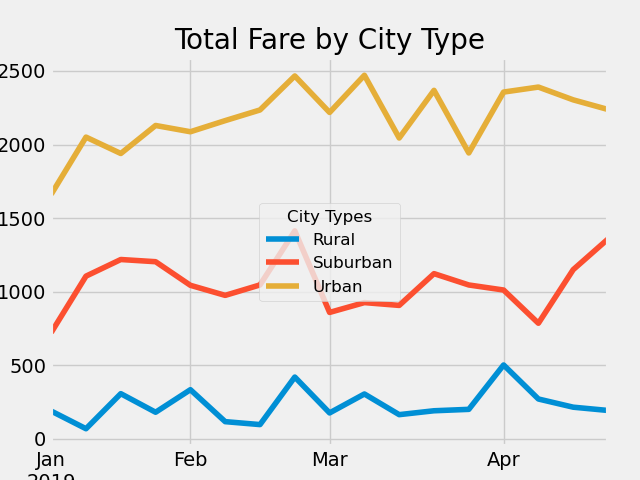 Total Fare by City Type
2500
2000
1500
1000
500
0
City Types
Rural
Suburban
Urban
Jan Feb Mar Apr
2019